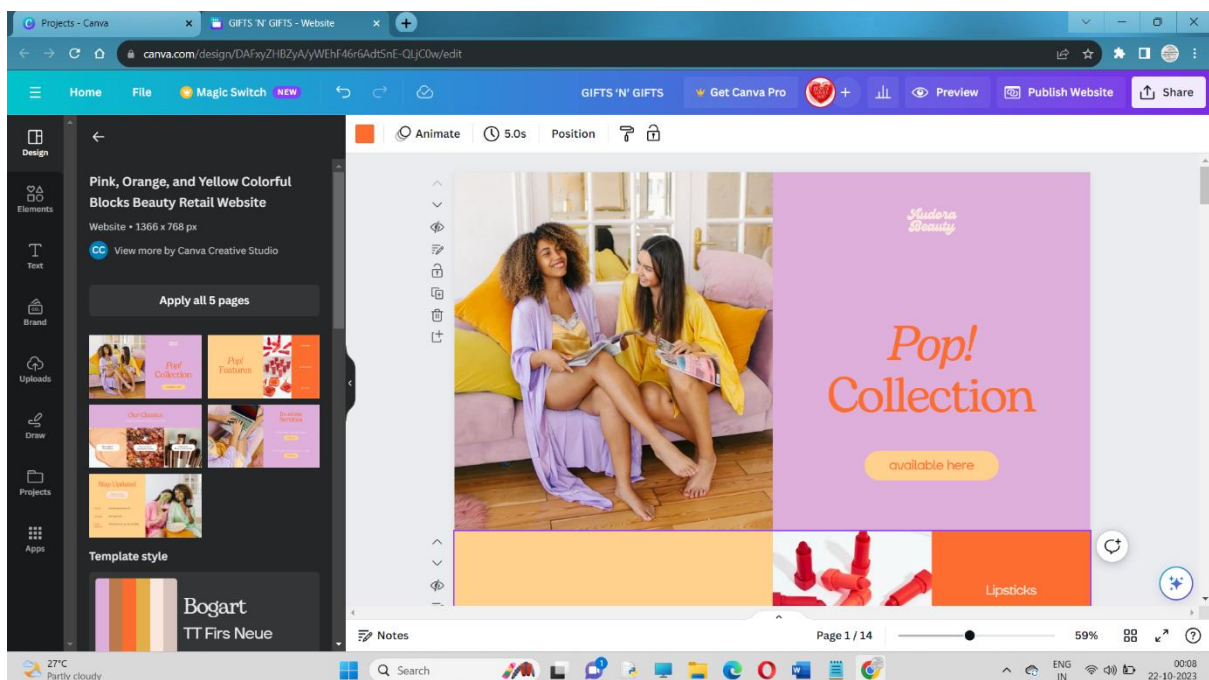 Projects - Canva
GIFTS 'N' GIFTS - Website
canva.com/design/DAFxyZHBZyA/yWEhF46r6AdtSnE-QLjC0w/edit
Home File Magic Switch NEW GIFTS 'N' GIFTS Get Canva Pro Preview Publish Website Share
Animate 5.0s Position
Design
Elements
Text
Brand
Uploads
Draw
Projects
Apps
Pink, Orange, and Yellow Colorful
Blocks Beauty Retail Website
Website • 1366 x 768 px
CC View more by Canva Creative Studio
Apply all 5 pages
Pop!
Collection
Pop!
Features
Our Classics
Template style
Bogart
TT Firs Neue
Audora
Beauty
Pop!
Collection
available here
Lipsticks
Notes
Page 1 / 14
59%
27°C
Partly cloudy
Search
ENG
IN
00:08
22-10-2023